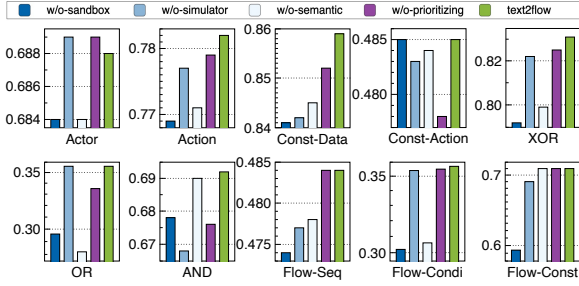 w/o-sandbox w/o-simulator w/o-semantic w/o-prioritizing text2flow
0.688 0.686 0.684 Actor
0.78 0.77 Action
0.86 0.85 0.84 Const-Data
0.485 0.480 Const-Action
0.82 0.80 XOR
0.35 0.30 OR
0.69 0.68 0.67 AND
0.485 0.480 0.475 Flow-Seq
0.35 0.30 Flow-Condi
0.7 0.6 Flow-Const